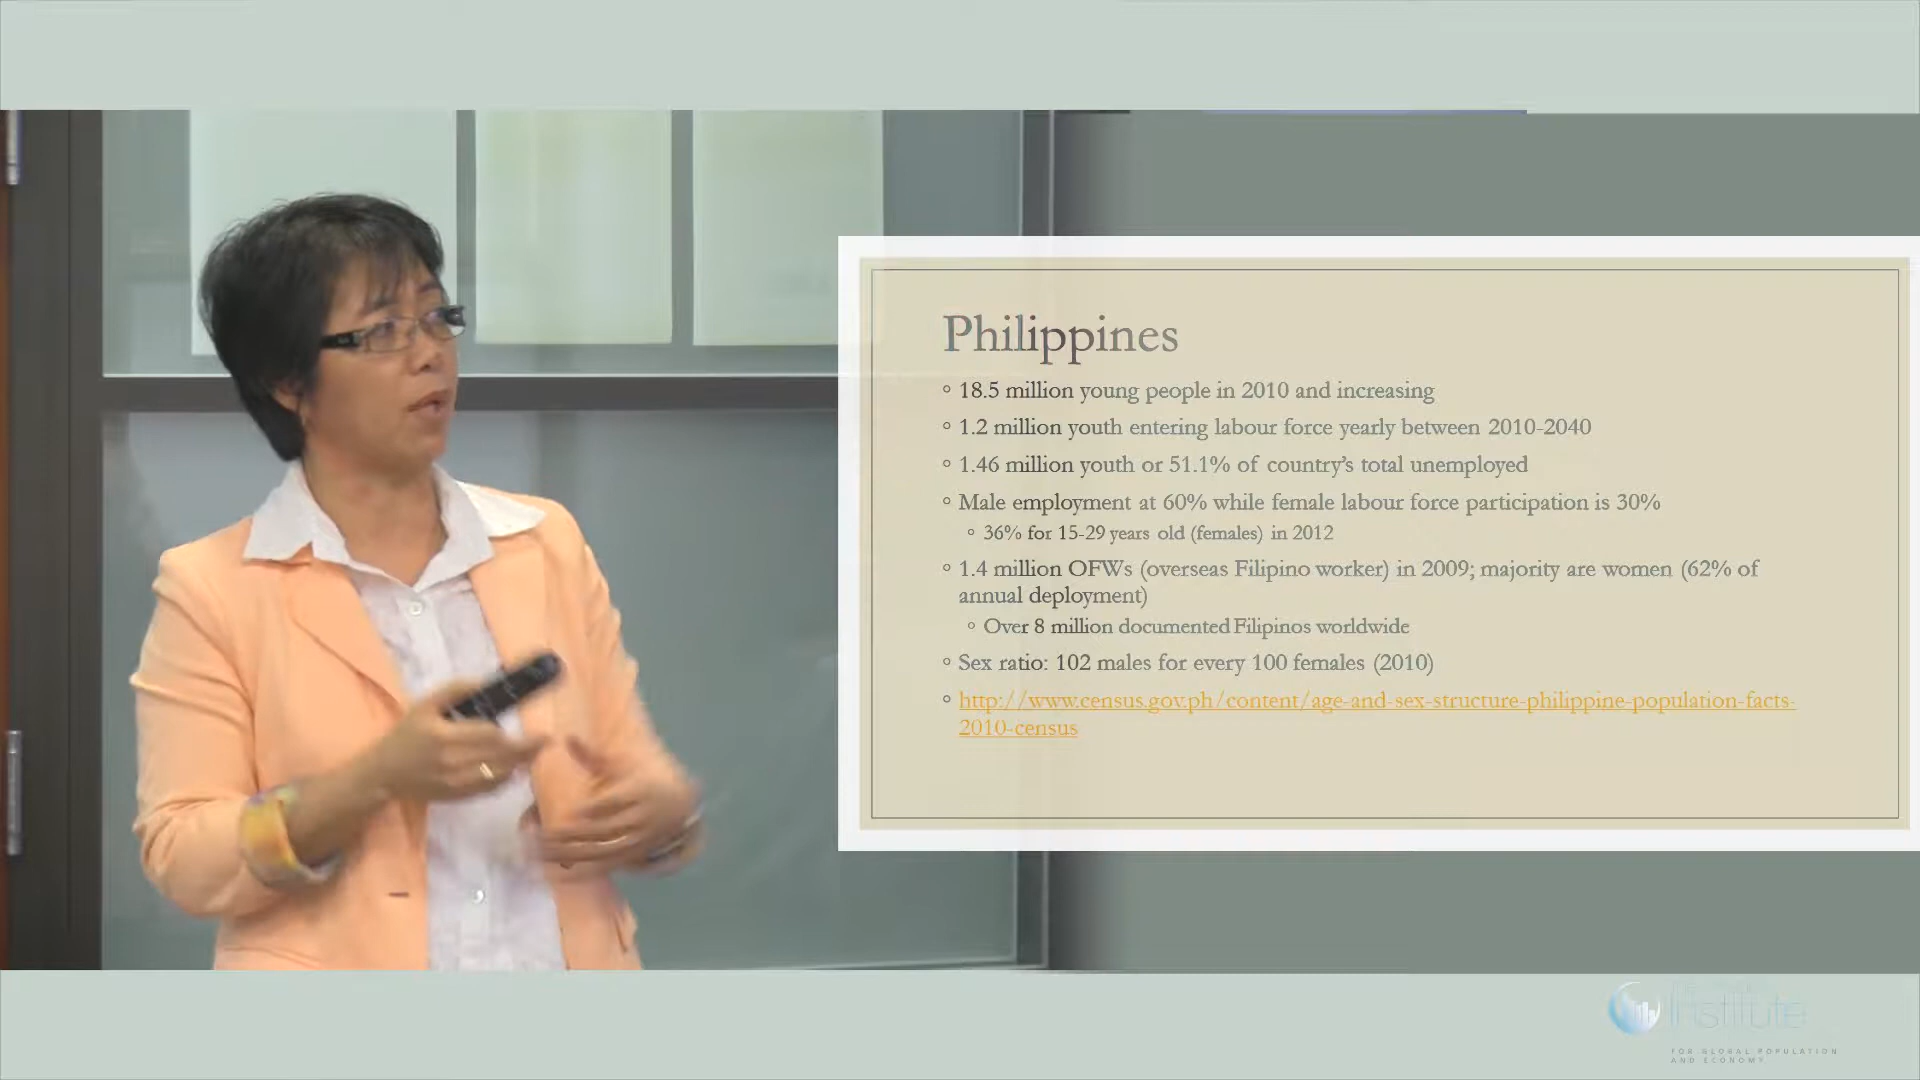 Philippines
18.5 million young people in 2010 and increasing
1.2 million youth entering labour force yearly between 2010-2040
1.46 million youth or 51.1% of country's total unemployed
Male employment at 60% while female labour force participation is 30%
36% for 15-29 years old (females) in 2012
1.4 million OFWs (overseas Filipino worker) in 2009; majority are women (62% of
annual deployment)
Over 8 million documented Filipinos worldwide
Sex ratio: 102 males for every 100 females (2010)
http://www.census.gov.ph/content/age-and-sex-structure-philippine-population-facts-
2010-census
Institute
FOR GLOBAL POPULATION
AND ECONOMY